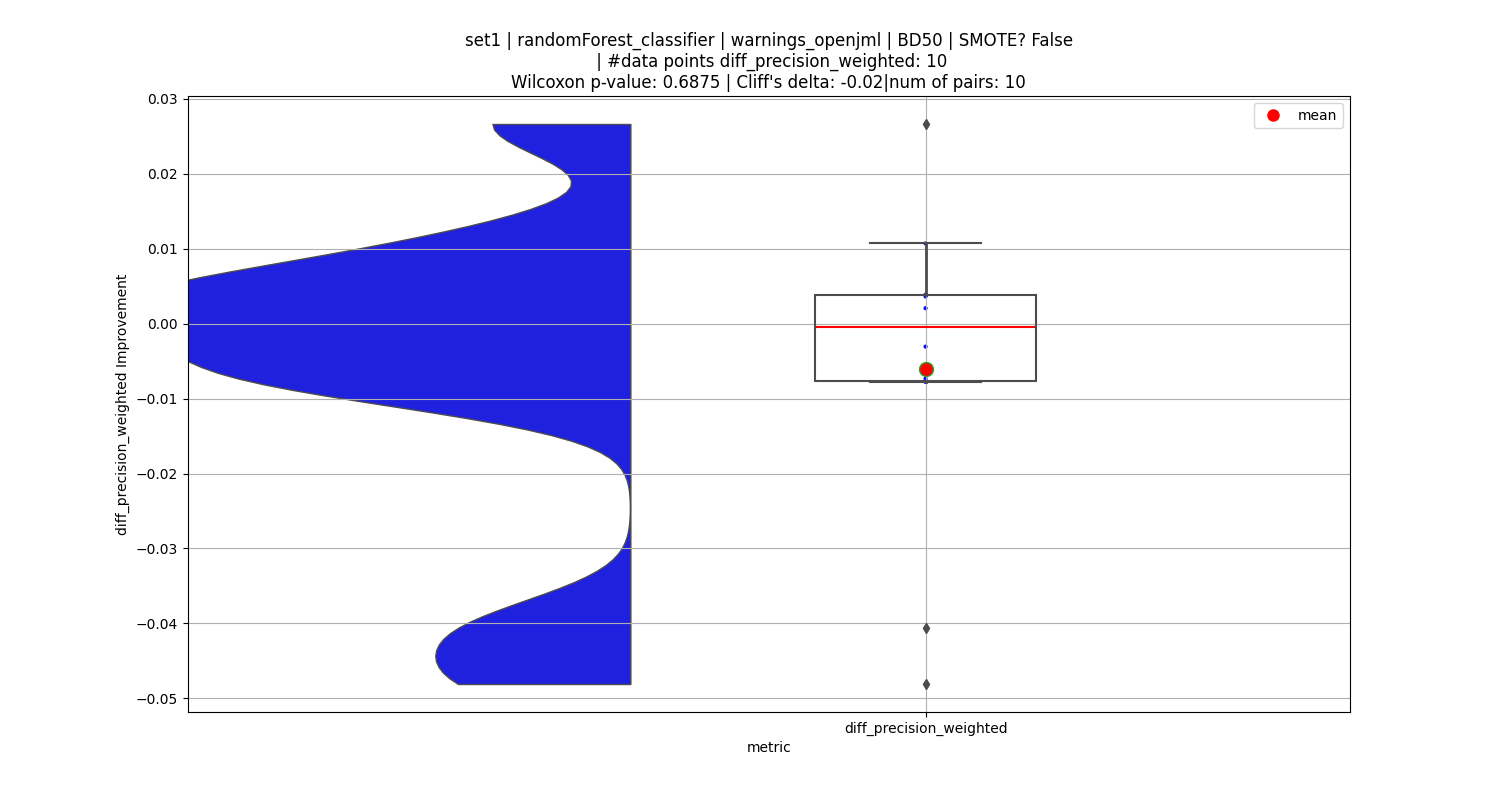 set1 | randomForest_classifier | warnings_openjml | BD50 | SMOTE? False
| #data points diff_precision_weighted: 10
Wilcoxon p-value: 0.6875 | Cliff's delta: -0.02|num of pairs: 10
mean
0.03
0.02
0.01
0.00
−0.01
−0.02
−0.03
−0.04
−0.05
diff_precision_weighted Improvement
diff_precision_weighted
metric